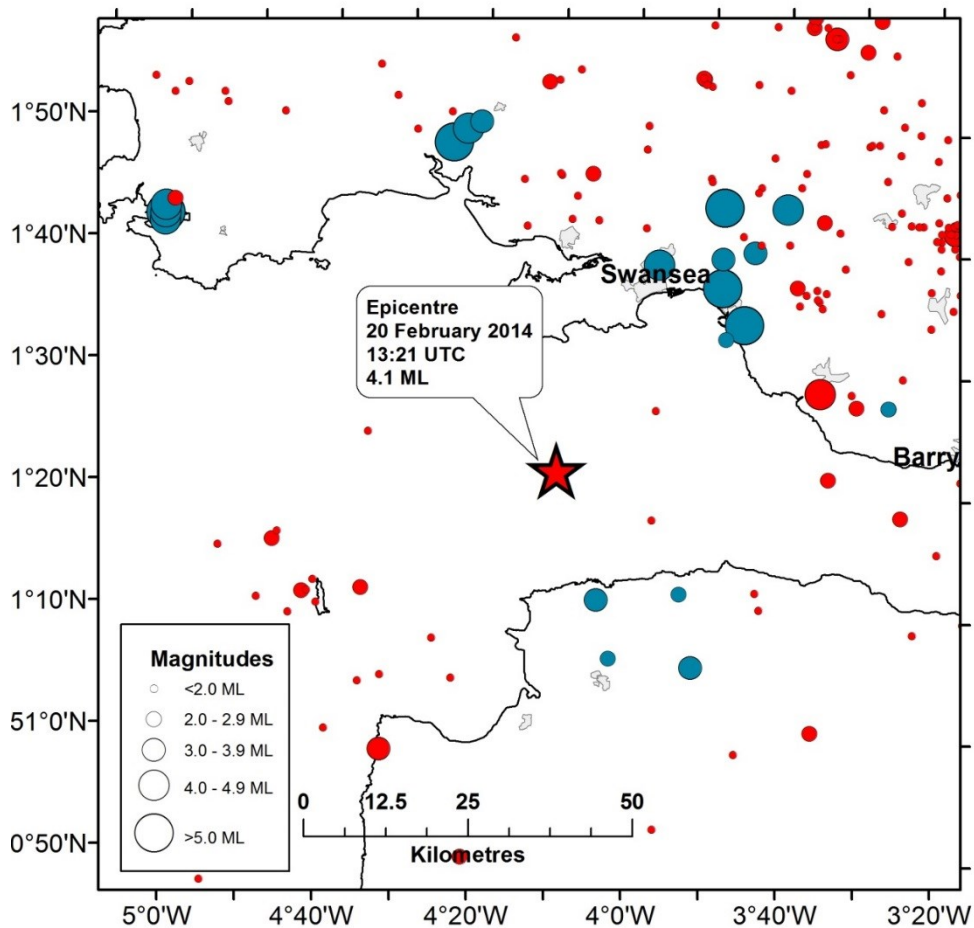 1°50'N
1°40'N
Swansea
Epicentre
20 February 2014
13:21 UTC
4.1 ML
1°30'N
Barry
1°20'N
1°10'N
Magnitudes
<2.0 ML
2.0 - 2.9 ML
3.0 - 3.9 ML
4.0 - 4.9 ML
>5.0 ML
51°0'N
0 12.5 25 50
Kilometres
0°50'N
5°0'W 4°40'W 4°20'W 4°0'W 3°40'W 3°20'W